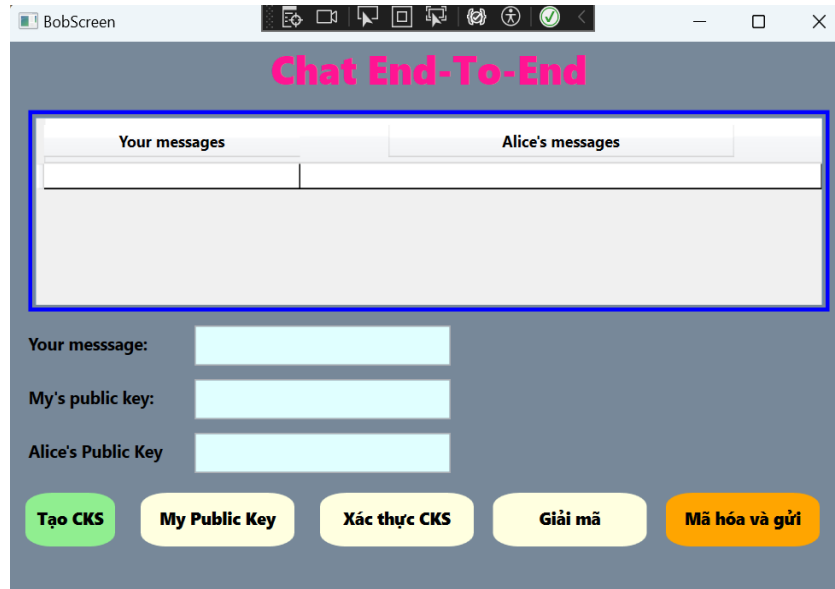 BobScreen
Chat End-To-End
Your messages Alice's messages
Your messsage:
My's public key:
Alice's Public Key
Tạo CKS My Public Key Xác thực CKS Giải mã Mã hóa và gửi